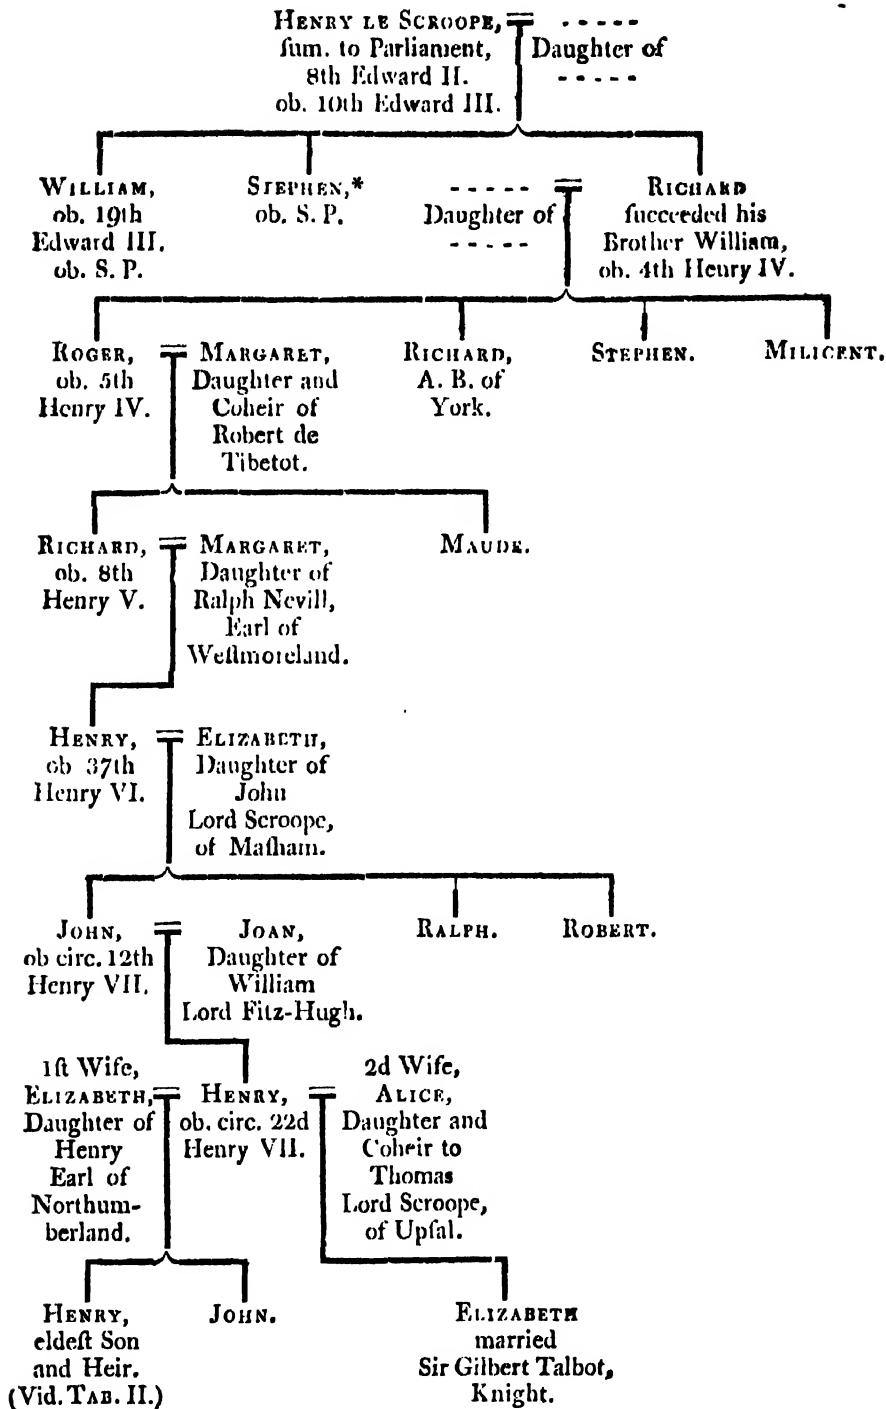 HENRY LE SCROOPE,
ſum. to Parliament,
8th Edward II.
ob. 10th Edward III.
- - - - -
Daughter of
- - - - -
WILLIAM,
ob. 19th
Edward III.
ob. S. P.
STEPHEN,*
ob. S. P.
- - - - -
Daughter of
- - - - -
RICHARD
ſucceeded his
Brother William,
ob. 4th Henry IV.
ROGER,
ob. 5th
Henry IV.
MARGARET,
Daughter and
Coheir of
Robert de
Tibetot.
RICHARD,
A. B. of
York.
STEPHEN.
MILICENT.
RICHARD,
ob. 8th
Henry V.
MARGARET,
Daughter of
Ralph Nevill,
Earl of
Weſtmoreland.
MAUDE.
HENRY,
ob 37th
Henry VI.
ELIZABETH,
Daughter of
John
Lord Scroope,
of Maſham.
JOHN,
ob circ. 12th
Henry VII.
JOAN,
Daughter of
William
Lord Fitz-Hugh.
RALPH.
ROBERT.
1ſt Wife,
ELIZABETH,
Daughter of
Henry
Earl of
Northum-
berland.
HENRY,
ob. circ. 22d
Henry VII.
2d Wife,
ALICE,
Daughter and
Coheir to
Thomas
Lord Scroope,
of Upſal.
HENRY,
eldeſt Son
and Heir.
(Vid. TAB. II.)
JOHN.
ELIZABETH
married
Sir Gilbert Talbot,
Knight.